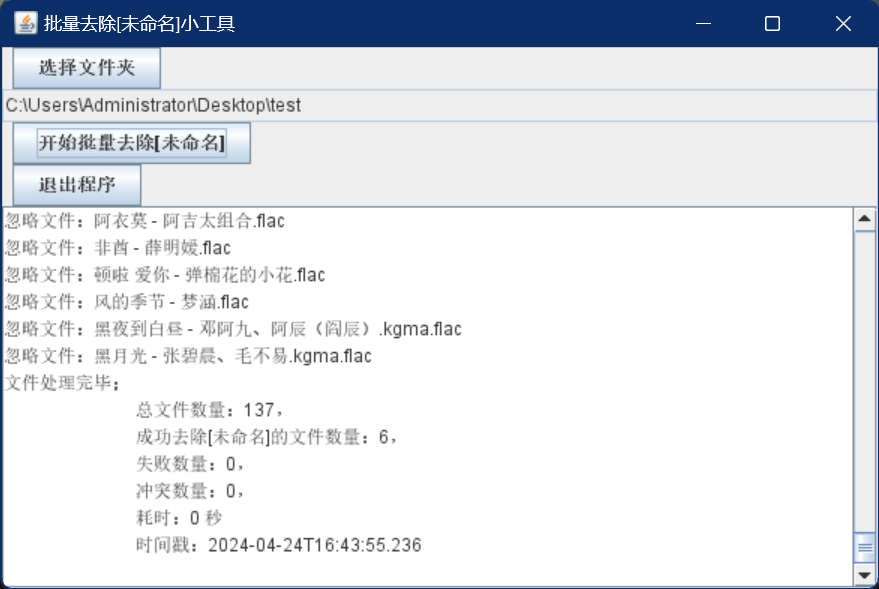 批量去除[未命名]小工具
选择文件夹
C:\Users\Administrator\Desktop\test
开始批量去除[未命名]
退出程序
忽略文件：阿衣莫 - 阿吉太组合.flac
忽略文件：非酋 - 薛明媛.flac
忽略文件：顿啦 爱你 - 弹棉花的小花.flac
忽略文件：风的季节 - 梦涵.flac
忽略文件：黑夜到白昼 - 邓阿九、阿辰（阎辰）.kgma.flac
忽略文件：黑月光 - 张碧晨、毛不易.kgma.flac
文件处理完毕；
总文件数量：137，
成功去除[未命名]的文件数量：6，
失败数量：0，
冲突数量：0，
耗时：0 秒
时间戳：2024-04-24T16:43:55.236